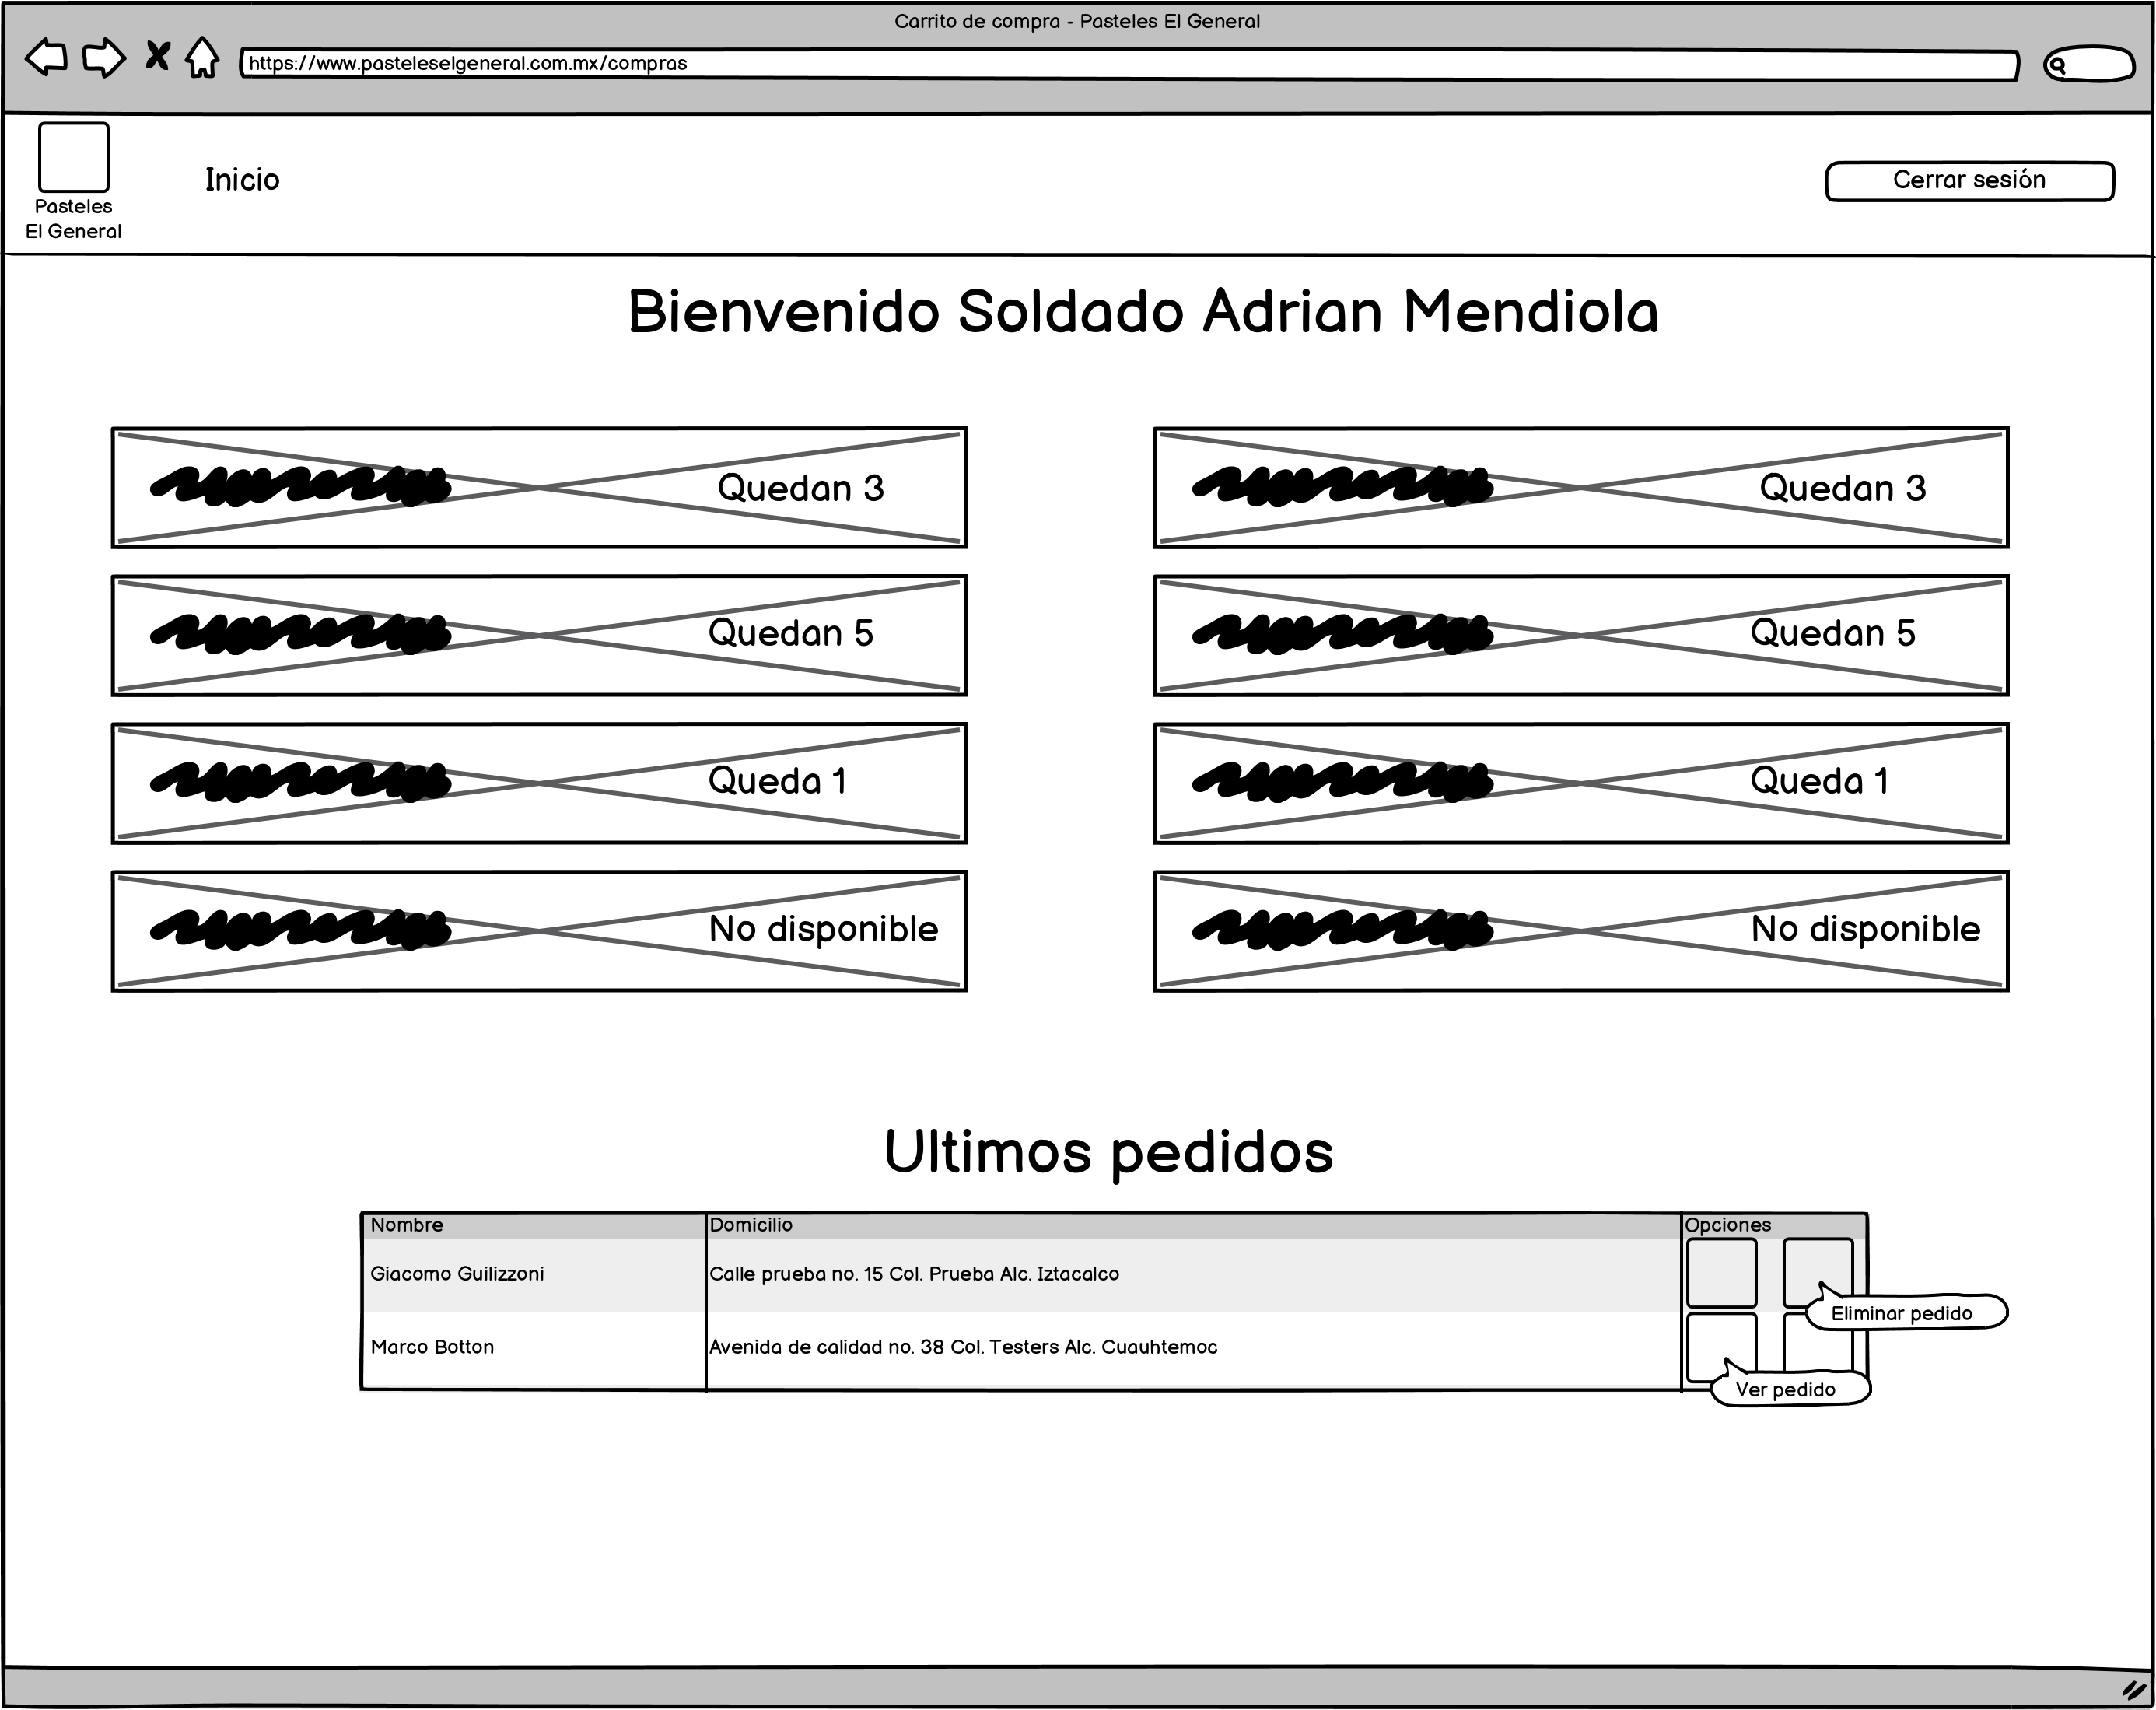 Carrito de compra - Pasteles El General
https://www.pasteleselgeneral.com.mx/compras
Pasteles
El General
Inicio
Cerrar sesión
Bienvenido Soldado Adrian Mendiola
Quedan 3
Quedan 3
Quedan 5
Quedan 5
Queda 1
Queda 1
No disponible
No disponible
Ultimos pedidos
Nombre Domicilio Opciones
Giacomo Guilizzoni Calle prueba no. 15 Col. Prueba Alc. Iztacalco
Eliminar pedido
Marco Botton Avenida de calidad no. 38 Col. Testers Alc. Cuauhtemoc
Ver pedido